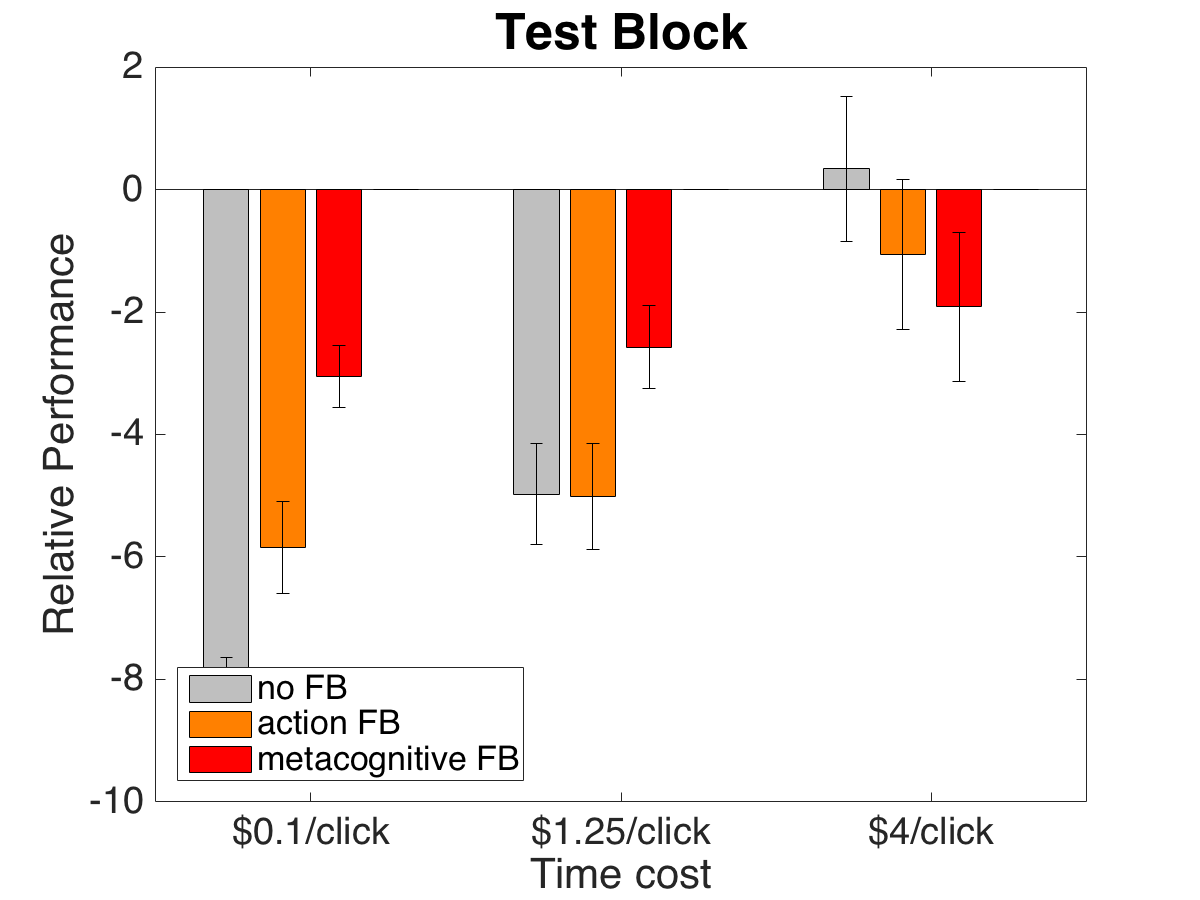 Test Block
2
0
-2
-4
-6
-8
-10
Relative Performance
no FB
action FB
metacognitive FB
$0.1/click
$1.25/click
$4/click
Time cost